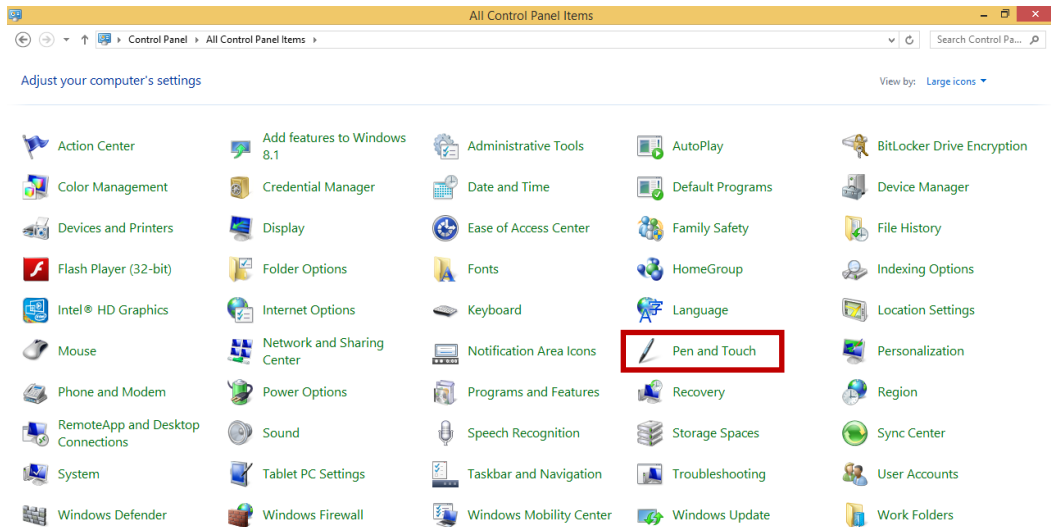 All Control Panel Items
Control Panel All Control Panel Items Search Control Pa...
Adjust your computer's settings View by: Large icons
Action Center
Add features to Windows
8.1
Administrative Tools
AutoPlay
BitLocker Drive Encryption
Color Management
Credential Manager
Date and Time
Default Programs
Device Manager
Devices and Printers
Display
Ease of Access Center
Family Safety
File History
Flash Player (32-bit)
Folder Options
Fonts
HomeGroup
Indexing Options
Intel® HD Graphics
Internet Options
Keyboard
Language
Location Settings
Mouse
Network and Sharing
Center
Notification Area Icons
Pen and Touch
Personalization
Phone and Modem
Power Options
Programs and Features
Recovery
Region
RemoteApp and Desktop
Connections
Sound
Speech Recognition
Storage Spaces
Sync Center
System
Tablet PC Settings
Taskbar and Navigation
Troubleshooting
User Accounts
Windows Defender
Windows Firewall
Windows Mobility Center
Windows Update
Work Folders